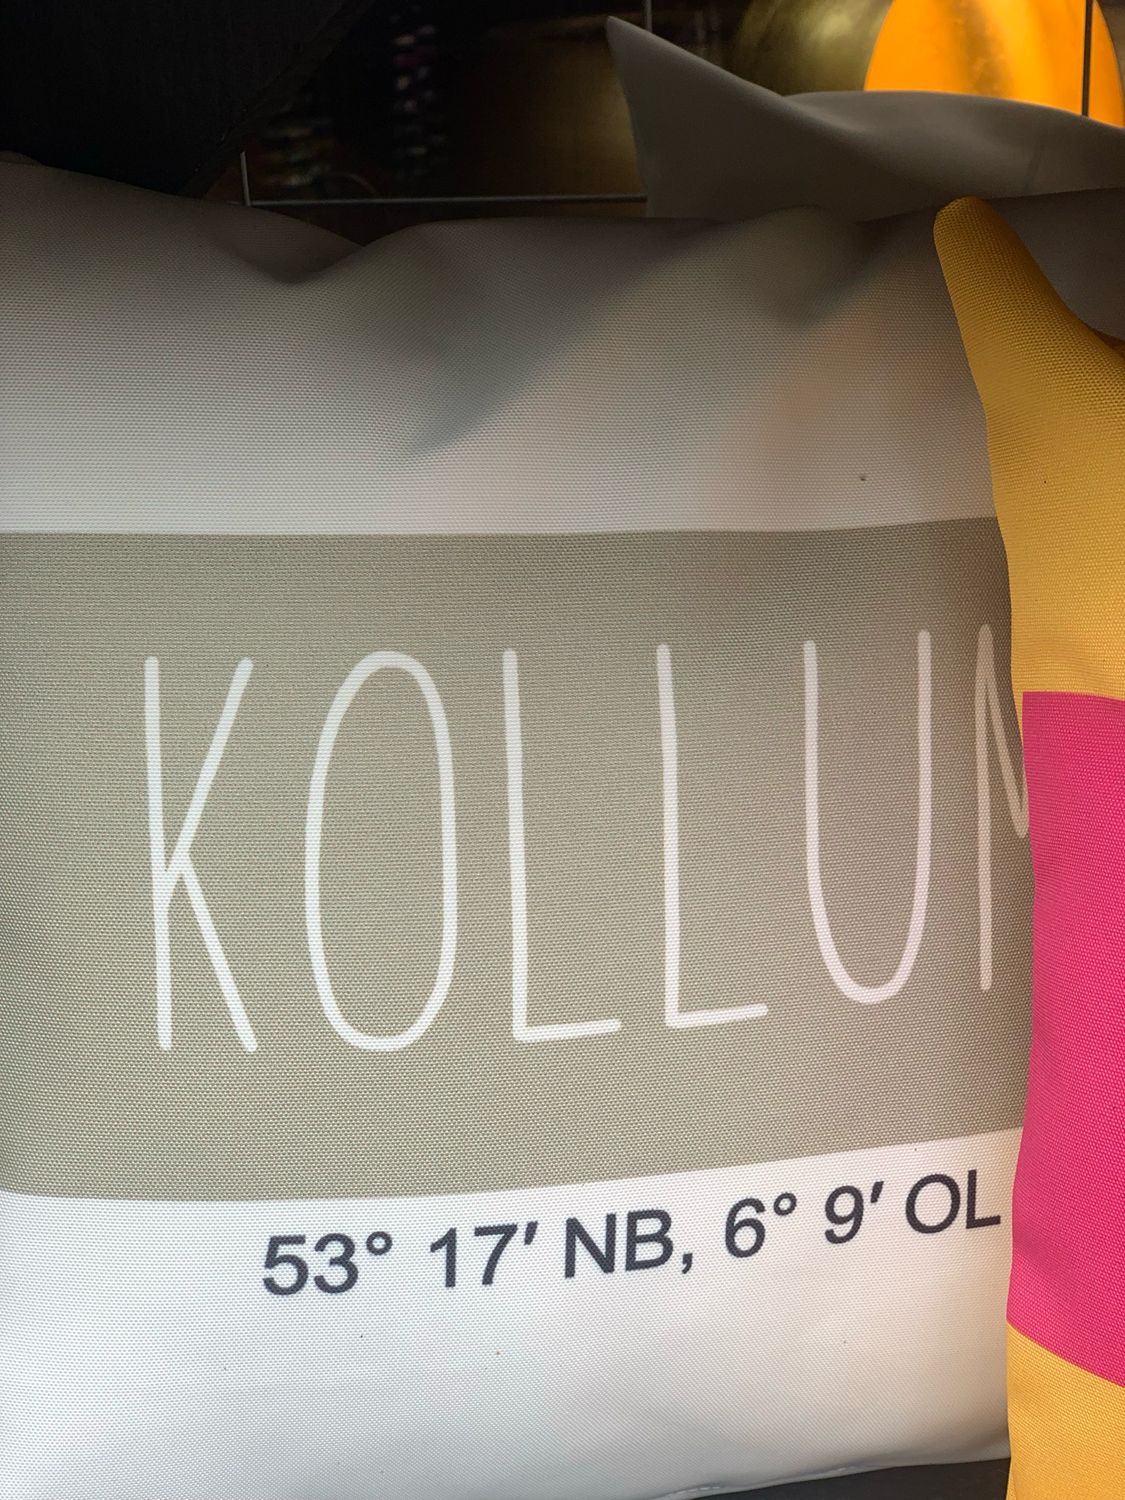 KOLLUM
53° 17′ NB, 6° 9′ OL